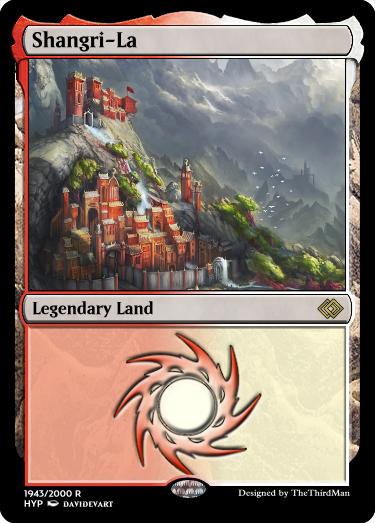 Shangri-La
Legendary Land
1943/2000 R
HYP DAVIDEVART
Designed by TheThirdMan